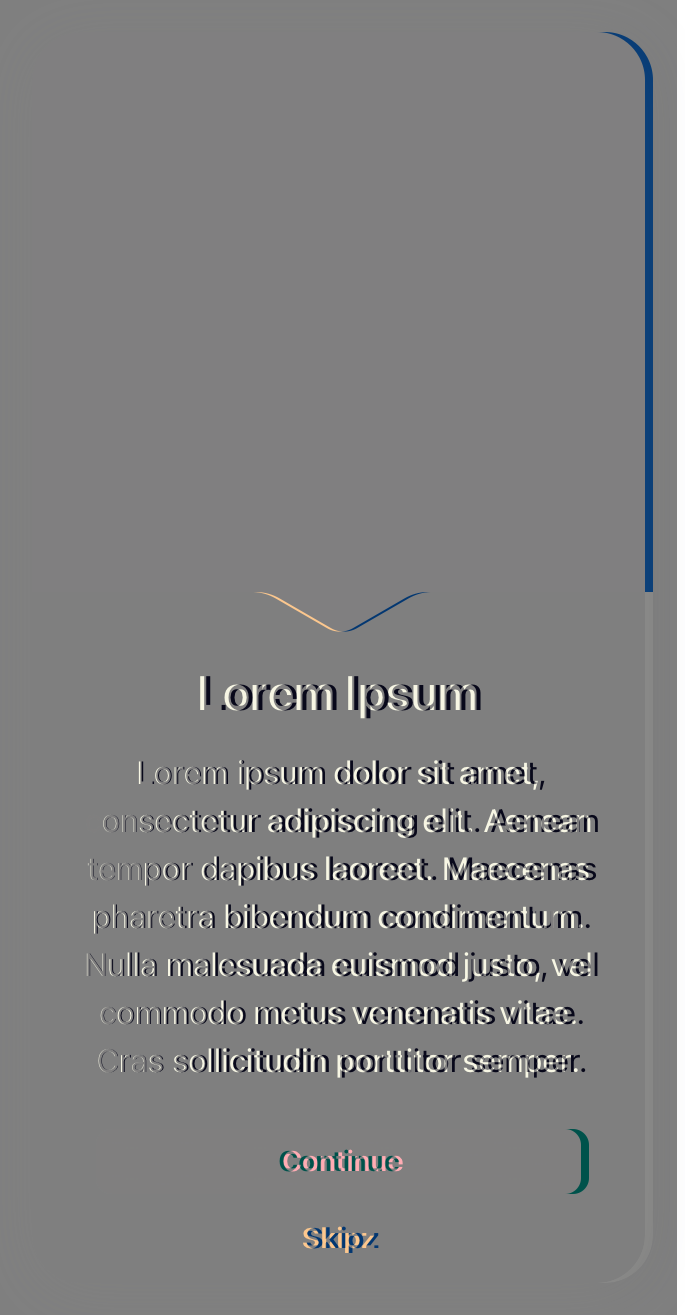 Lorem Ipsum
Lorem ipsum dolor sit amet,
onsectetur adipiscing elit. Aenean
tempor dapibus laoreet. Maecenas
pharetra bibendum condimentum.
Nulla malesuada euismod justo, vel
commodo metus venenatis vitae.
Cras sollicitudin porttitor semper.
Continue
Skipz